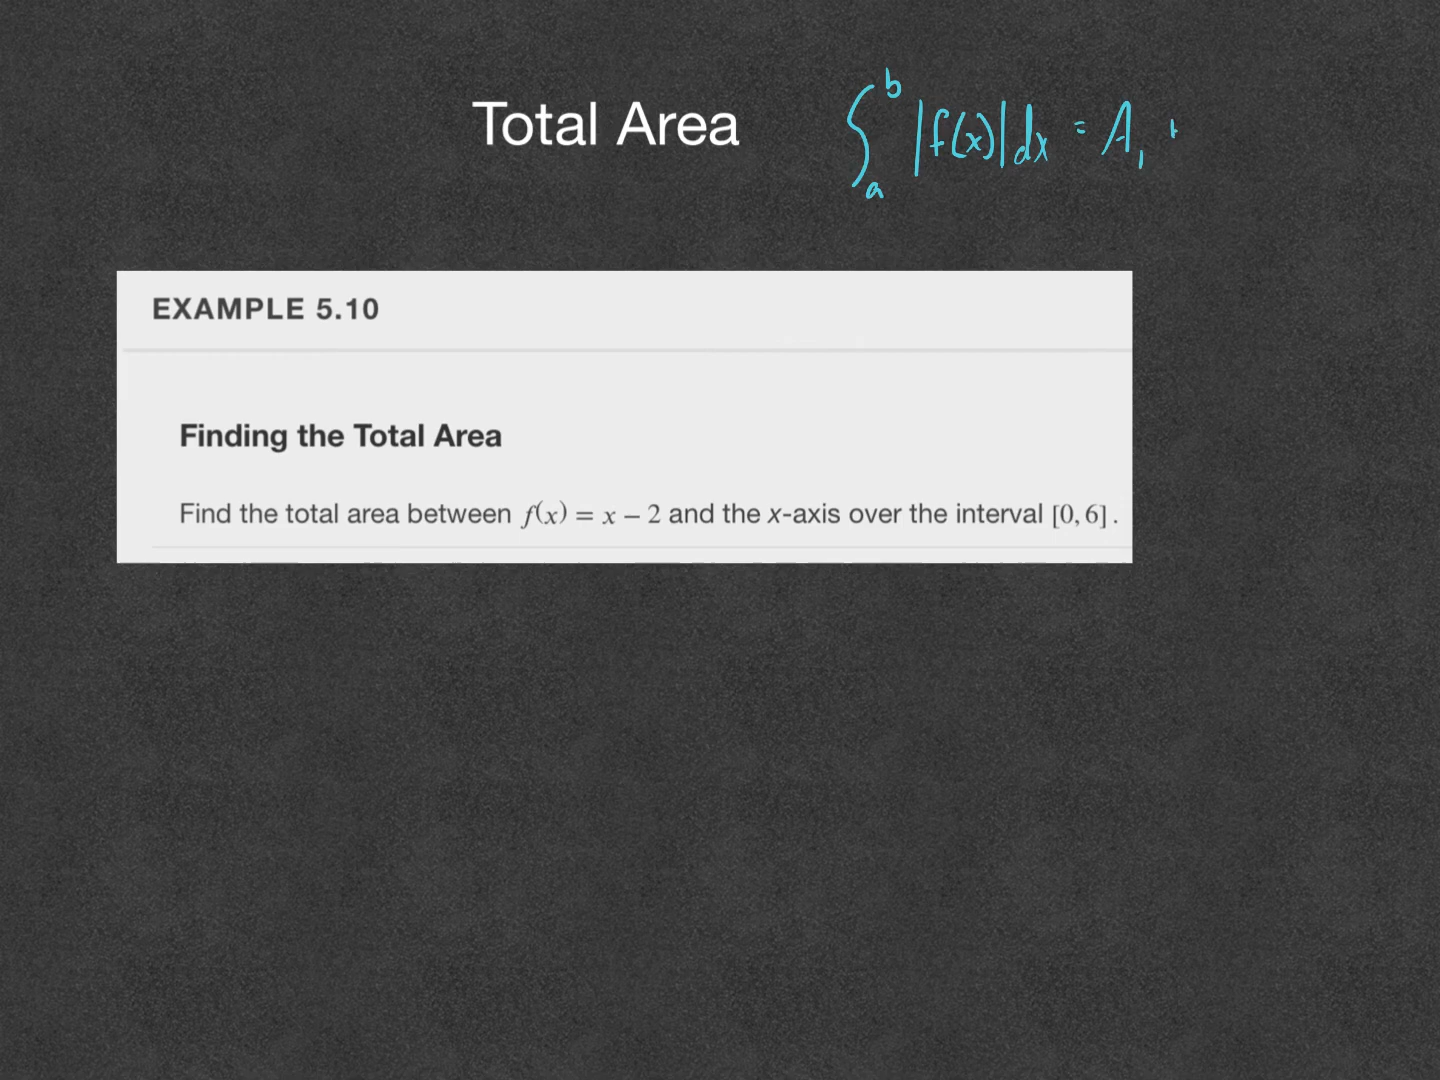 Total Area
∫_a^b |f(x)| dx = A₁ +
EXAMPLE 5.10
Finding the Total Area
Find the total area between f(x) = x − 2 and the x-axis over the interval [0, 6] .